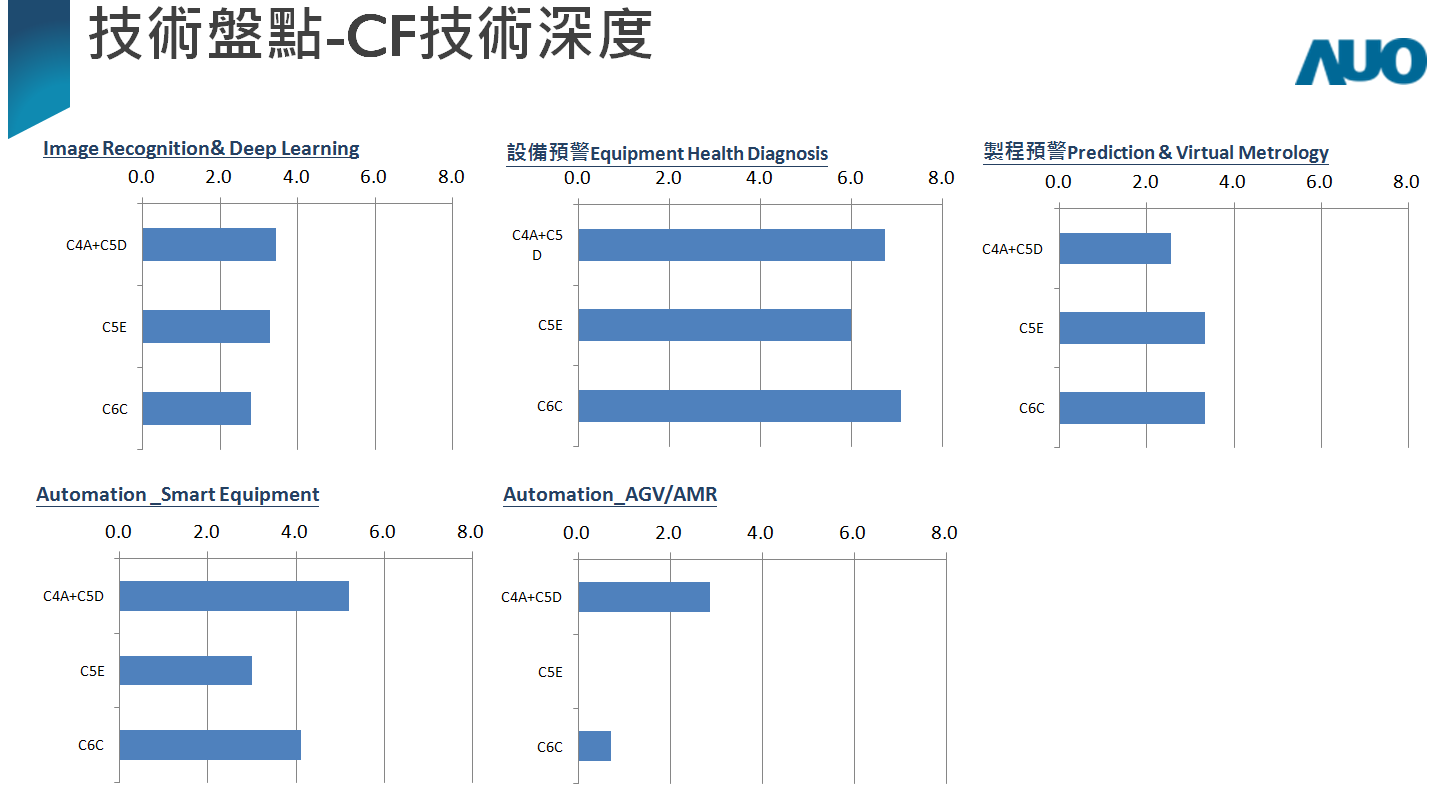 技術盤點-CF技術深度
AUO
Image Recognition& Deep Learning
0.0 2.0 4.0 6.0 8.0
C4A+C5D
C5E
C6C
設備預警Equipment Health Diagnosis
0.0 2.0 4.0 6.0 8.0
C4A+C5
D
C5E
C6C
製程預警Prediction & Virtual Metrology
0.0 2.0 4.0 6.0 8.0
C4A+C5D
C5E
C6C
Automation _Smart Equipment
0.0 2.0 4.0 6.0 8.0
C4A+C5D
C5E
C6C
Automation_AGV/AMR
0.0 2.0 4.0 6.0 8.0
C4A+C5D
C5E
C6C